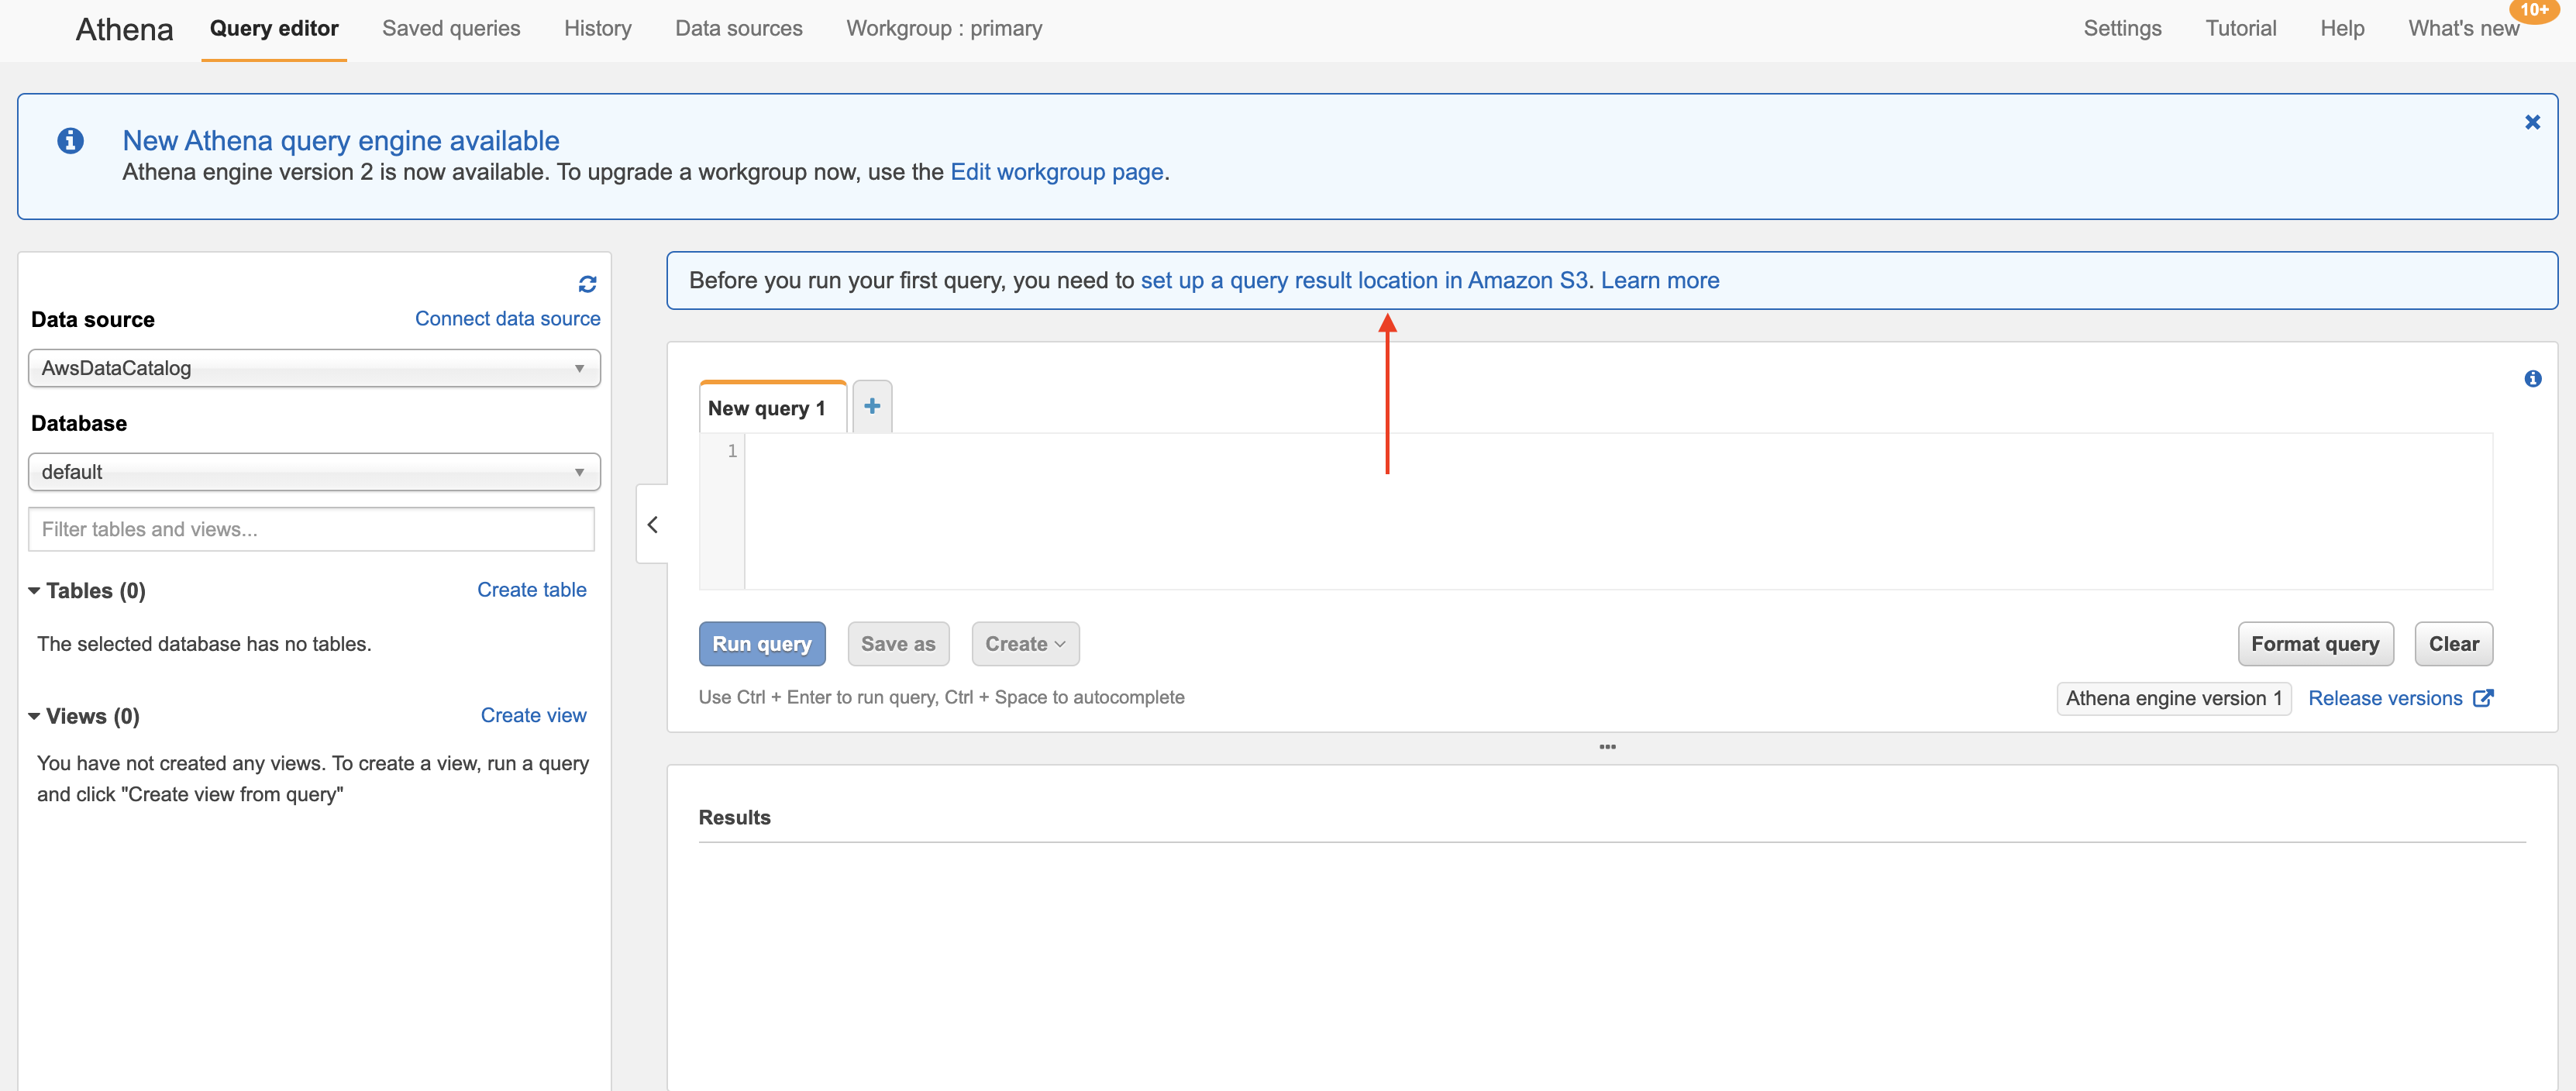 Athena Query editor Saved queries History Data sources Workgroup : primary Settings Tutorial Help What's new 10+
New Athena query engine available
Athena engine version 2 is now available. To upgrade a workgroup now, use the Edit workgroup page.
Data source Connect data source
AwsDataCatalog
Database
default
Filter tables and views...
Tables (0) Create table
The selected database has no tables.
Views (0) Create view
You have not created any views. To create a view, run a query
and click "Create view from query"
Before you run your first query, you need to set up a query result location in Amazon S3. Learn more
New query 1
1
Run query Save as Create Format query Clear
Use Ctrl + Enter to run query, Ctrl + Space to autocomplete Athena engine version 1 Release versions
Results